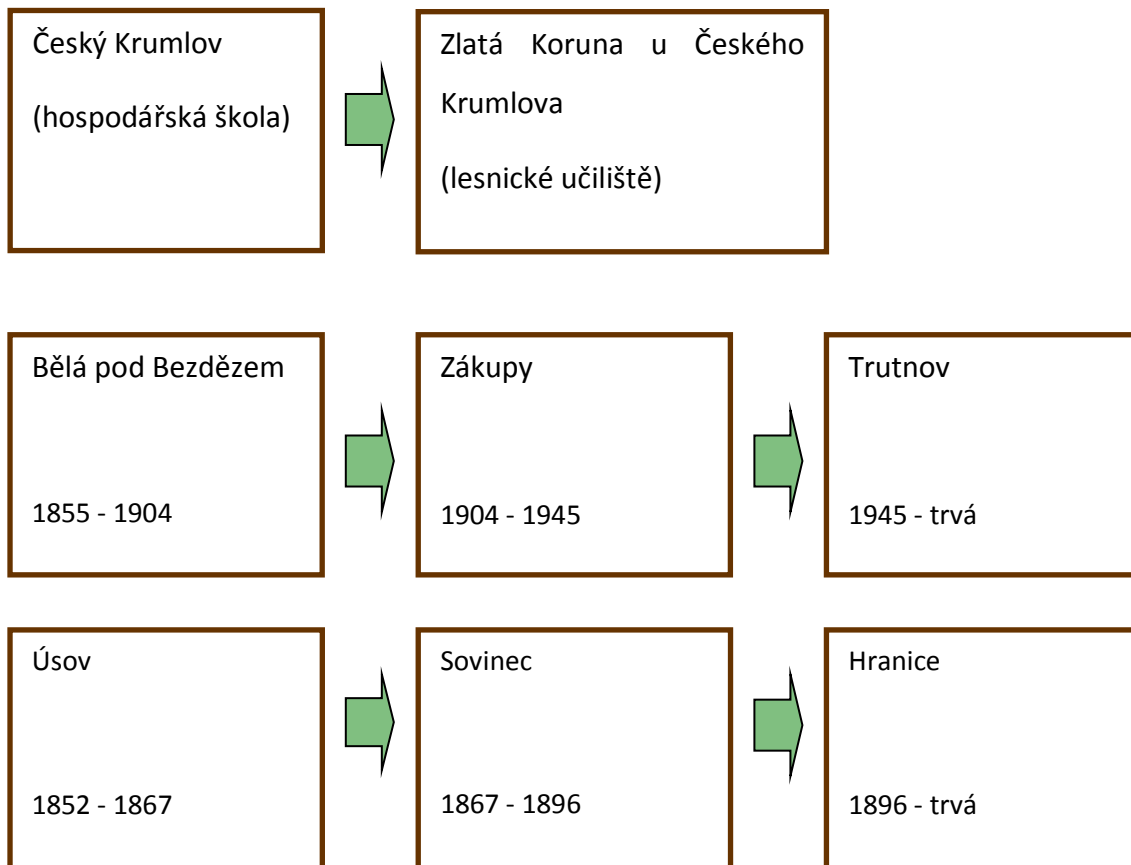 Český Krumlov
(hospodářská škola)
Zlatá Koruna u Českého
Krumlova
(lesnické učiliště)
Bělá pod Bezdězem
1855 - 1904
Zákupy
1904 - 1945
Trutnov
1945 - trvá
Úsov
1852 - 1867
Sovinec
1867 - 1896
Hranice
1896 - trvá